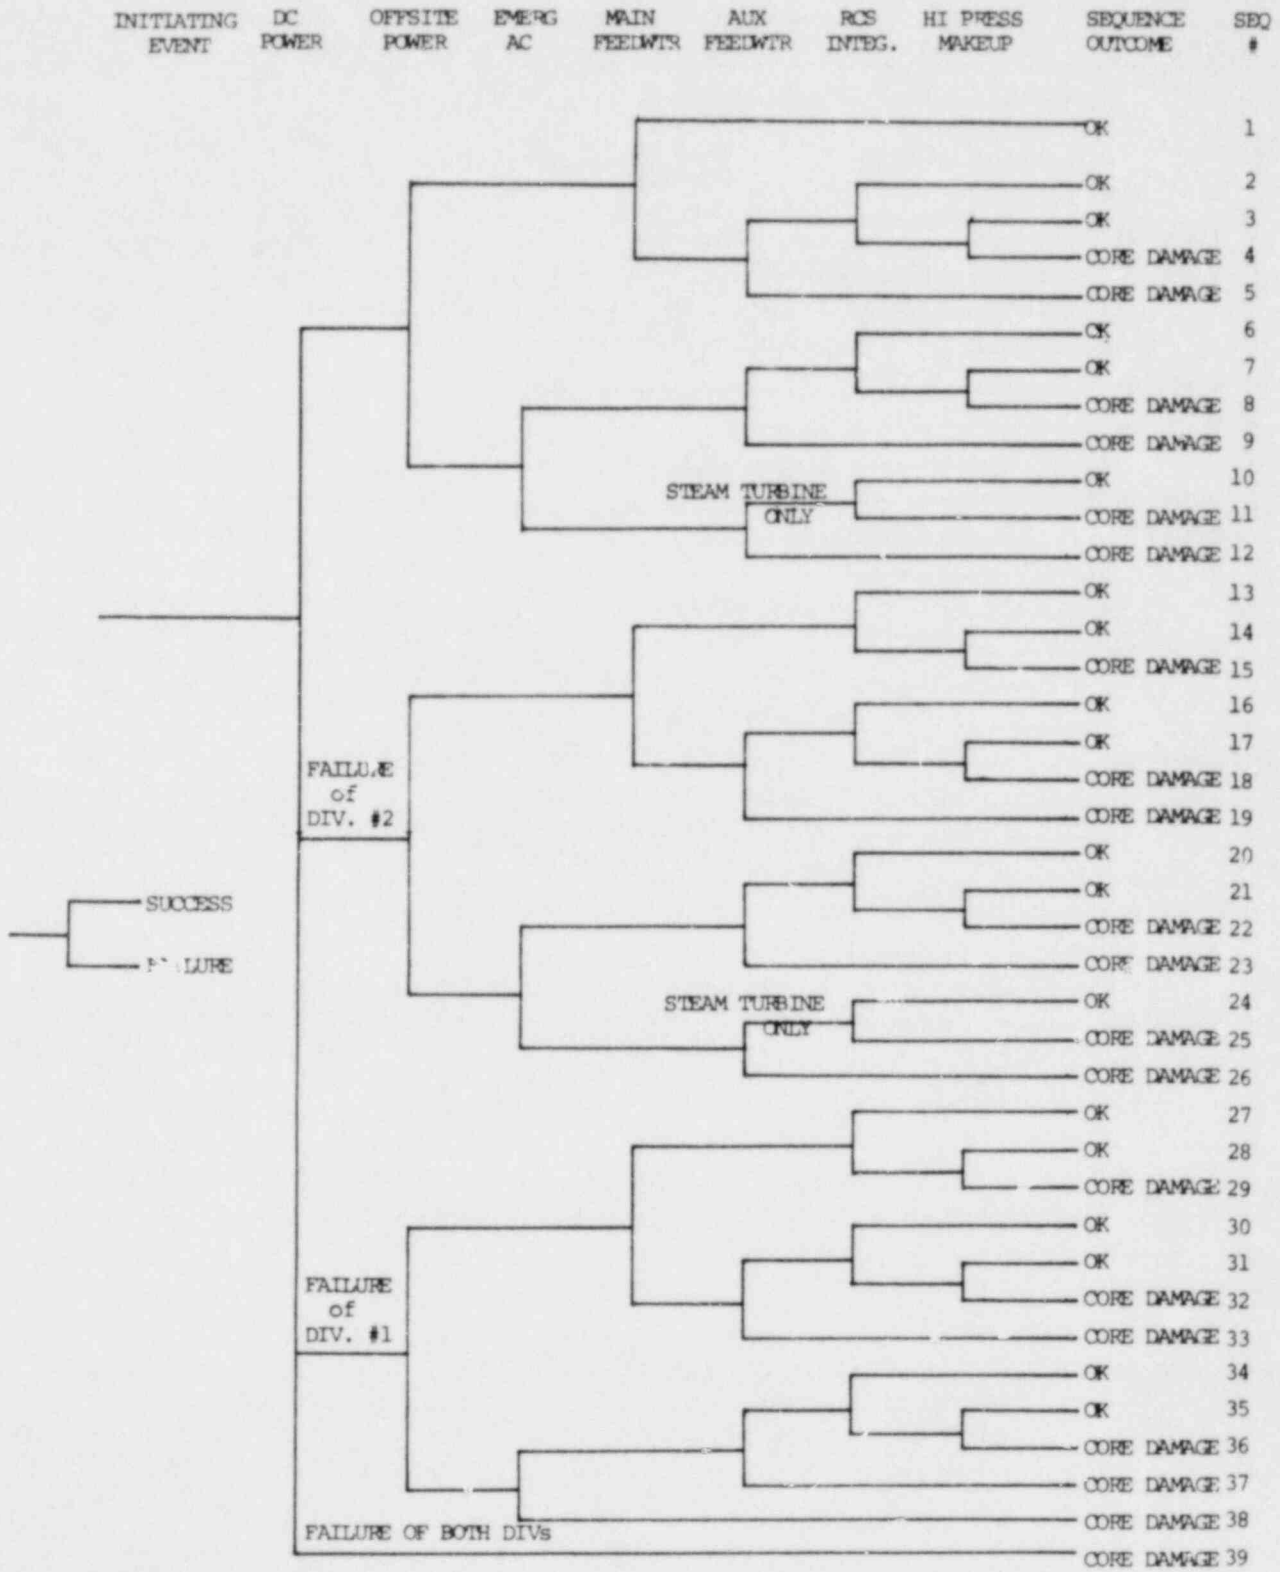 INITIATING DC OFFSITE EMERG MAIN AUX RCS HI PRESS SEQUENCE SEQ
EVENT POWER POWER AC FEEDWTR FEEDWTR INTEG. MAKEUP OUTCOME #
OK 1
OK 2
OK 3
CORE DAMAGE 4
CORE DAMAGE 5
OK 6
OK 7
CORE DAMAGE 8
CORE DAMAGE 9
STEAM TURBINE OK 10
ONLY CORE DAMAGE 11
CORE DAMAGE 12
OK 13
OK 14
CORE DAMAGE 15
OK 16
OK 17
FAILURE
of CORE DAMAGE 18
DIV. #2 CORE DAMAGE 19
OK 20
OK 21
SUCCESS
CORE DAMAGE 22
FAILURE CORE DAMAGE 23
STEAM TURBINE OK 24
ONLY CORE DAMAGE 25
CORE DAMAGE 26
OK 27
OK 28
CORE DAMAGE 29
OK 30
OK 31
FAILURE
of CORE DAMAGE 32
DIV. #1 CORE DAMAGE 33
OK 34
OK 35
CORE DAMAGE 36
CORE DAMAGE 37
CORE DAMAGE 38
FAILURE OF BOTH DIVs
CORE DAMAGE 39